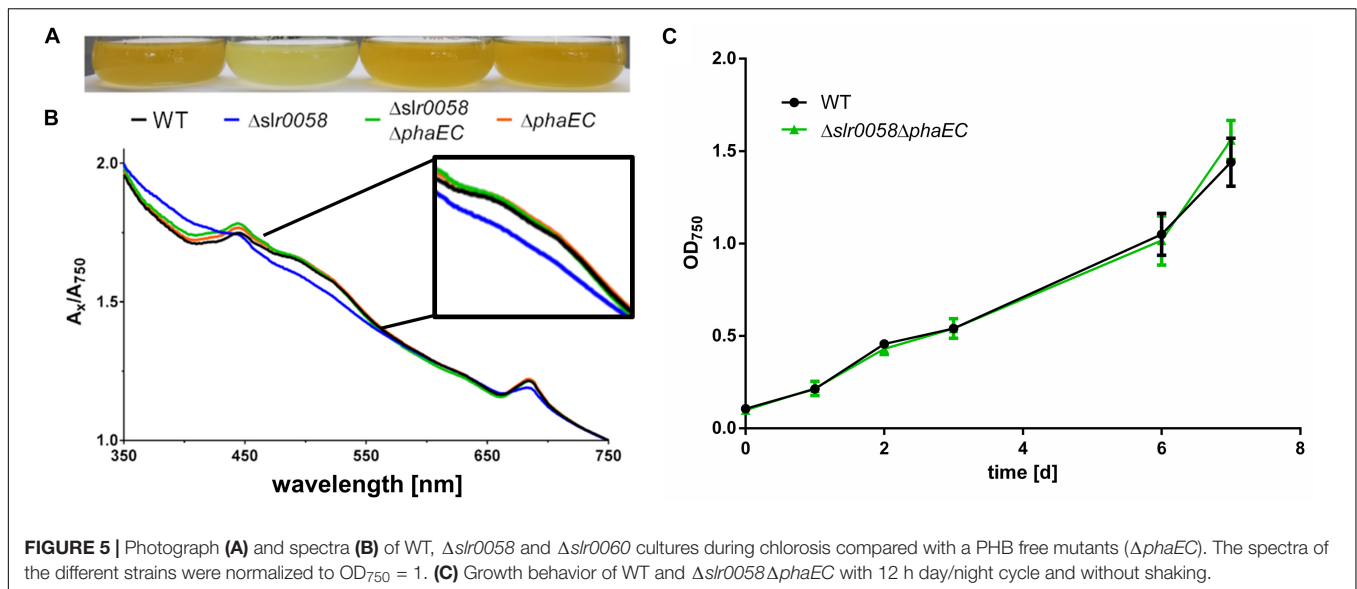 A
B
WT
Δslr0058
Δslr0058
ΔphaEC
ΔphaEC
2.0
1.5
1.0
Ax/A750
350
450
550
650
750
wavelength [nm]
C
WT
Δslr0058ΔphaEC
2.0
1.5
1.0
0.5
0.0
OD750
0
2
4
6
8
time [d]
FIGURE 5 | Photograph (A) and spectra (B) of WT, Δslr0058 and Δslr0060 cultures during chlorosis compared with a PHB free mutants (ΔphaEC). The spectra of
the different strains were normalized to OD750 = 1. (C) Growth behavior of WT and Δslr0058ΔphaEC with 12 h day/night cycle and without shaking.